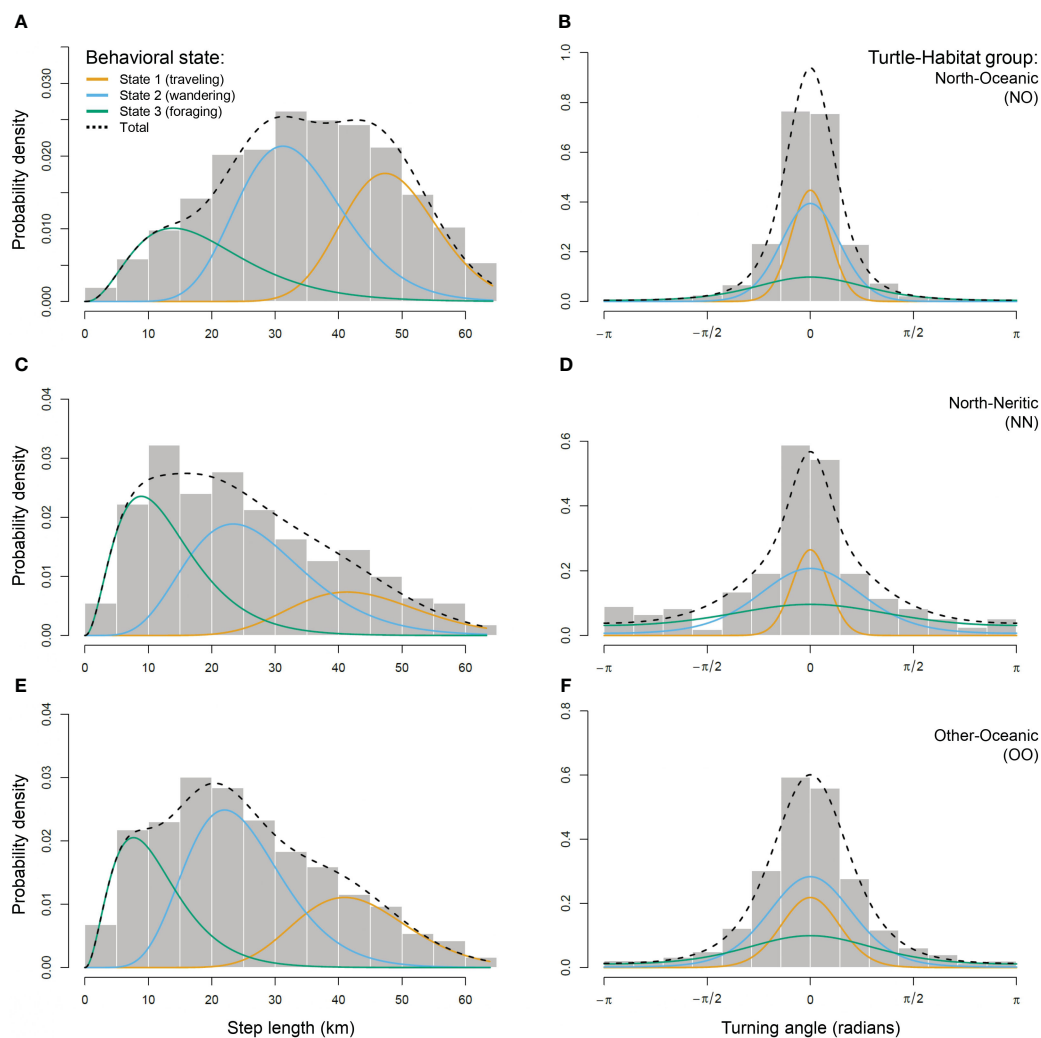 A
Behavioral state:
State 1 (traveling)
State 2 (wandering)
State 3 (foraging)
Total
Probability density
0.000
0.010
0.020
0.030
0
10
20
30
40
50
60
B
Turtle-Habitat group:
North-Oceanic
(NO)
0.0
0.2
0.4
0.6
0.8
1.0
−π
−π/2
0
π/2
π
C
Probability density
0.00
0.01
0.02
0.03
0.04
0
10
20
30
40
50
60
D
North-Neritic
(NN)
0.0
0.2
0.4
0.6
−π
−π/2
0
π/2
π
E
Probability density
0.00
0.01
0.02
0.03
0.04
0
10
20
30
40
50
60
Step length (km)
F
Other-Oceanic
(OO)
0.0
0.2
0.4
0.6
0.8
−π
−π/2
0
π/2
π
Turning angle (radians)